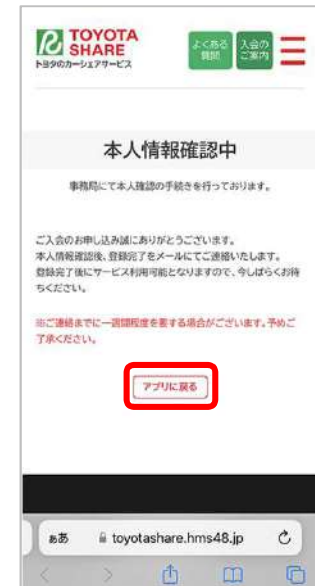 TOYOTA
SHARE
トヨタのカーシェアサービス
よくある
質問
入会の
ご案内
本人情報確認中
事務局にて本人確認の手続きを行っております。
ご入会のお申し込み誠にありがとうございます。
本人情報確認後、登録完了をメールにてご連絡いたします。
登録完了後にサービス利用可能となりますので、今しばらくお待
ちください。
※ご連絡までに一週間程度を要する場合がございます。予めご
了承ください。
アプリに戻る
ぁあ
toyotashare.hms48.jp